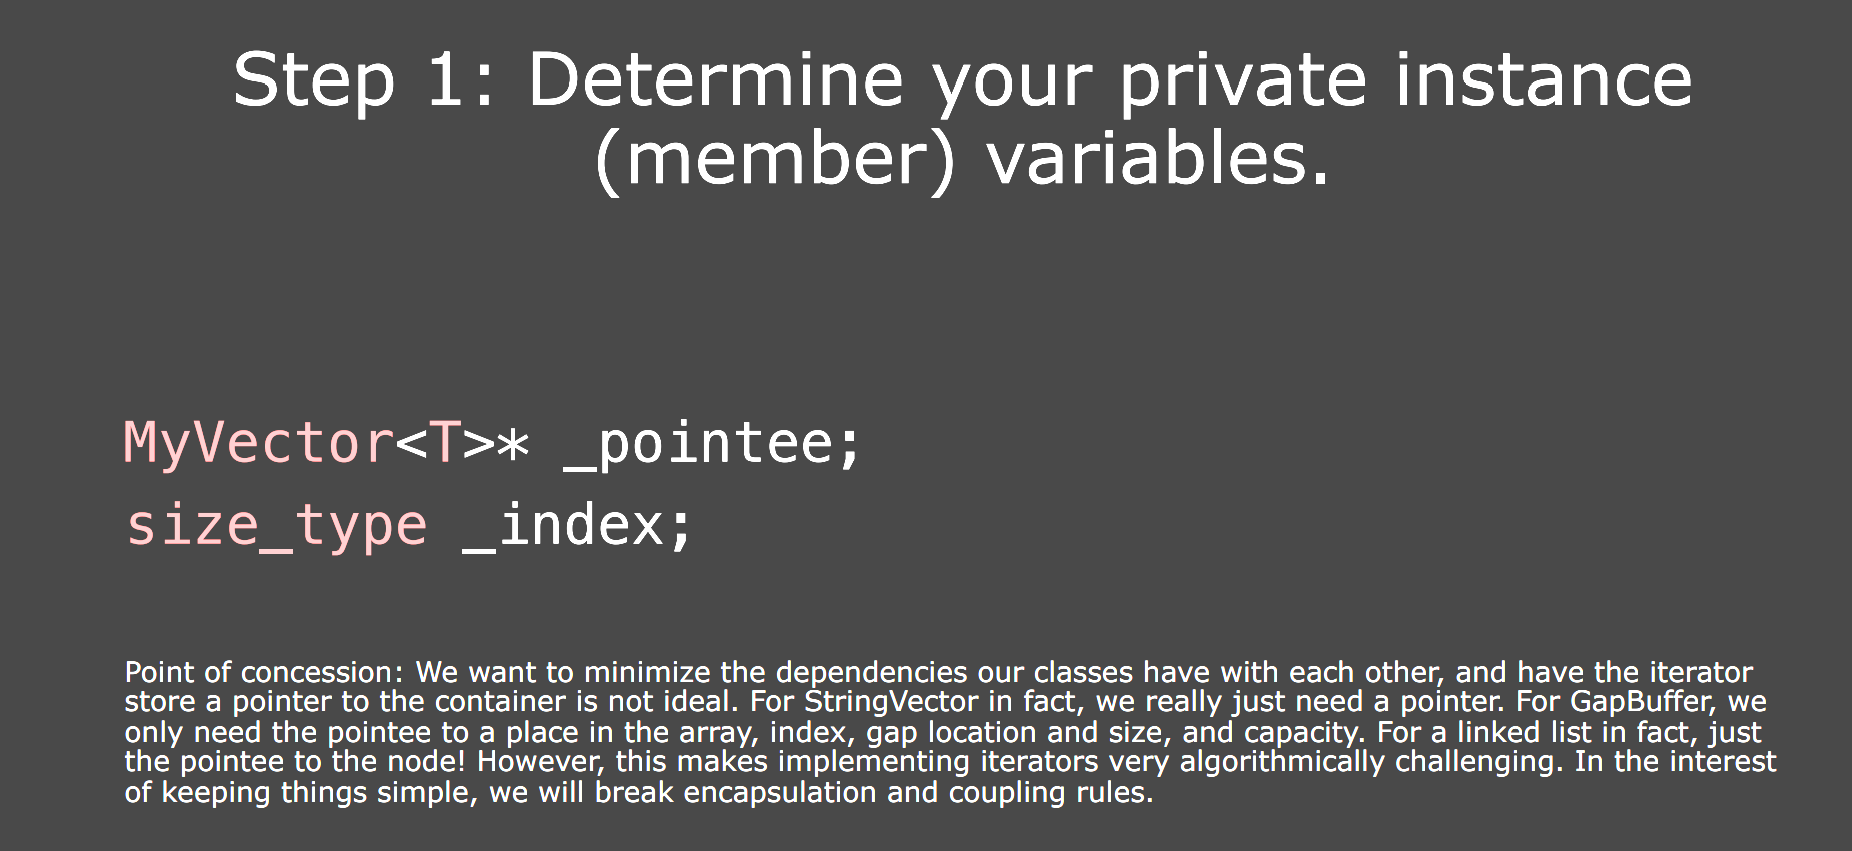 Step 1: Determine your private instance
(member) variables.
MyVector<T>* _pointee;
size_type _index;
Point of concession: We want to minimize the dependencies our classes have with each other, and have the iterator
store a pointer to the container is not ideal. For StringVector in fact, we really just need a pointer. For GapBuffer, we
only need the pointee to a place in the array, index, gap location and size, and capacity. For a linked list in fact, just
the pointee to the node! However, this makes implementing iterators very algorithmically challenging. In the interest
of keeping things simple, we will break encapsulation and coupling rules.